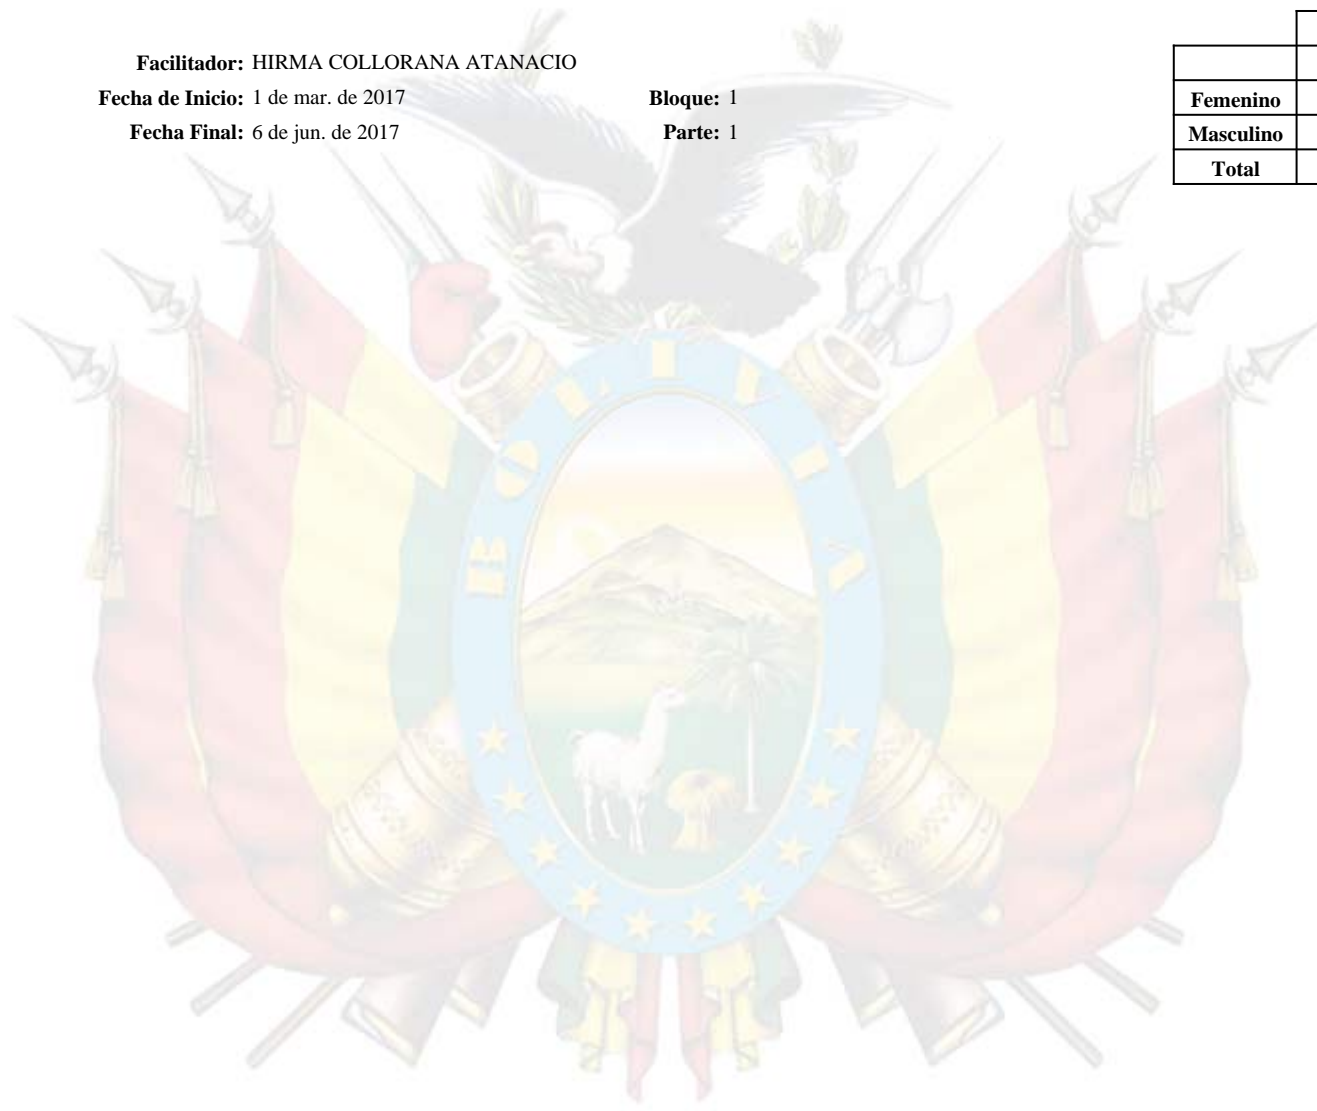 Facilitador: HIRMA COLLORANA ATANACIO
Fecha de Inicio: 1 de mar. de 2017 Bloque: 1
Fecha Final: 6 de jun. de 2017 Parte: 1
Femenino
Masculino
Total
BOLIVIA